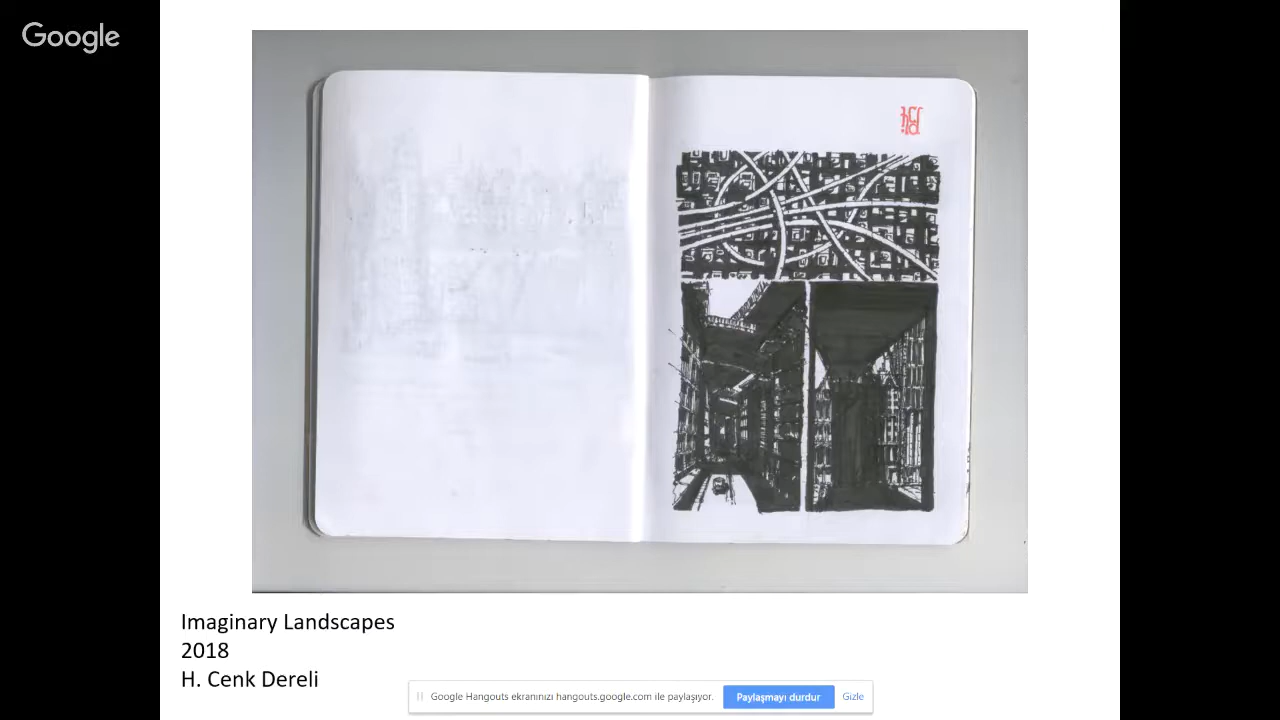 Google
Imaginary Landscapes
2018
H. Cenk Dereli
Google Hangouts ekranınızı hangouts.google.com ile paylaşıyor.
Paylaşmayı durdur
Gizle